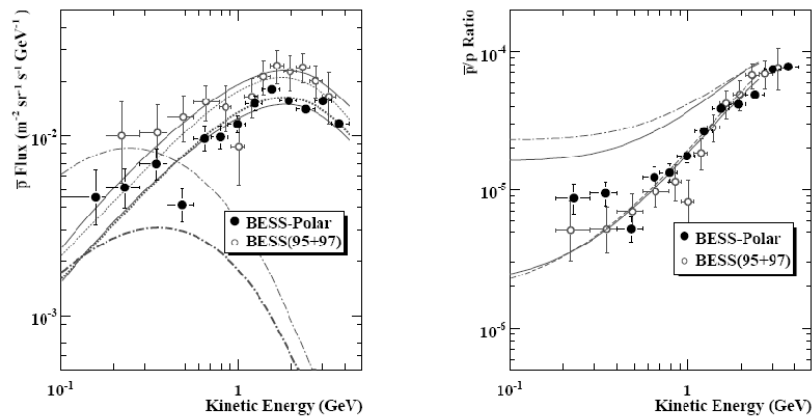 p̄ Flux (m⁻² sr⁻¹ s⁻¹ GeV⁻¹)
10⁻²
10⁻³
10⁻¹
1
Kinetic Energy (GeV)
BESS-Polar
BESS(95+97)
p̄/p Ratio
10⁻⁴
10⁻⁵
10⁻⁶
10⁻¹
1
Kinetic Energy (GeV)
BESS-Polar
BESS(95+97)